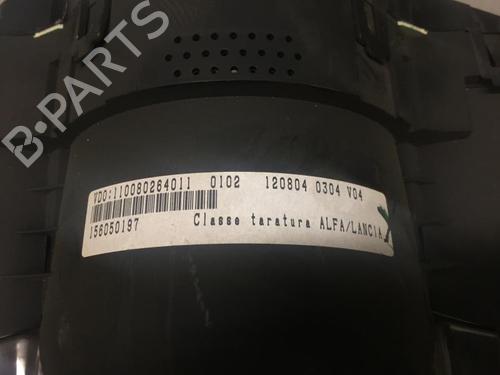 B-PARTS
VDO:110080264011 0102 120804 0304 V04
156050197 Classe taratura ALFA/LANCIA